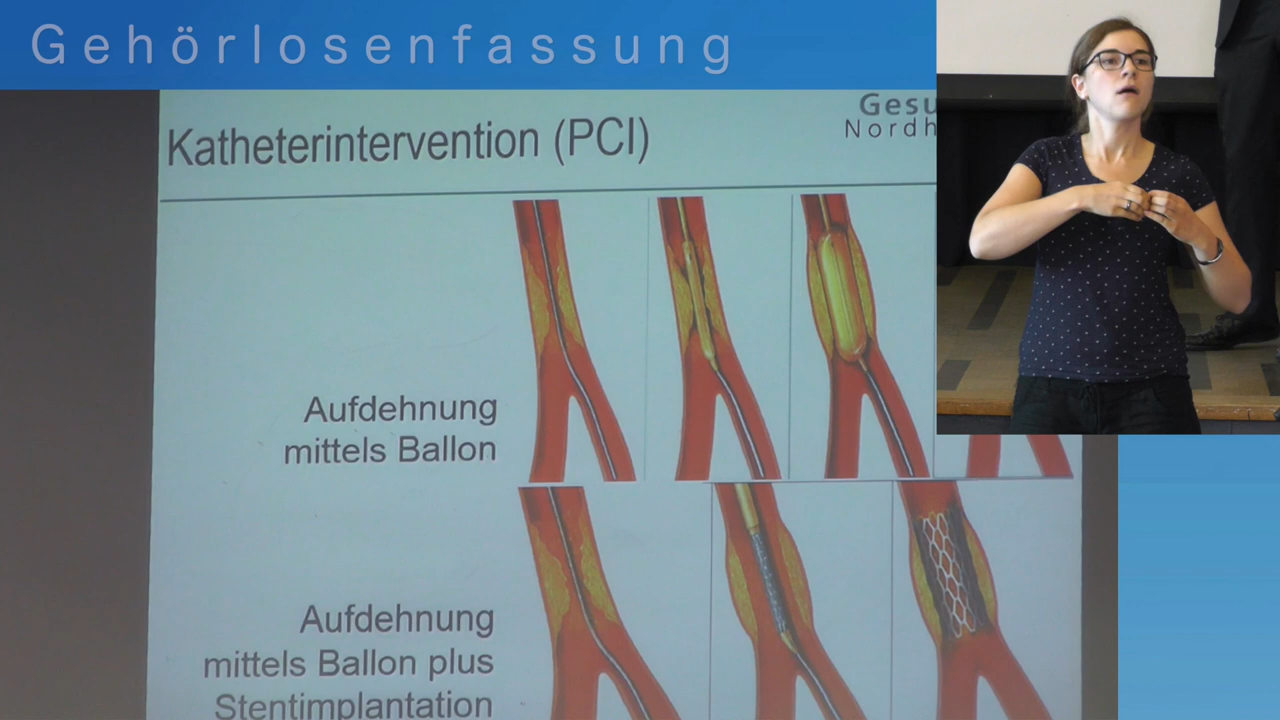 Gehörlosenfassung
Katheterintervention (PCI)
Aufdehnung
mittels Ballon
Aufdehnung
mittels Ballon plus
Stentimplantation